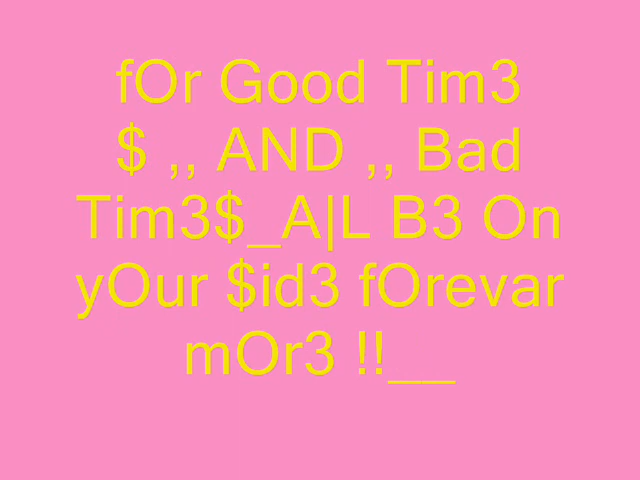 fOr Good Tim3
$ ,, AND ,, Bad
Tim3$_A|L B3 On
yOur $id3 fOrevar
mOr3 !!__